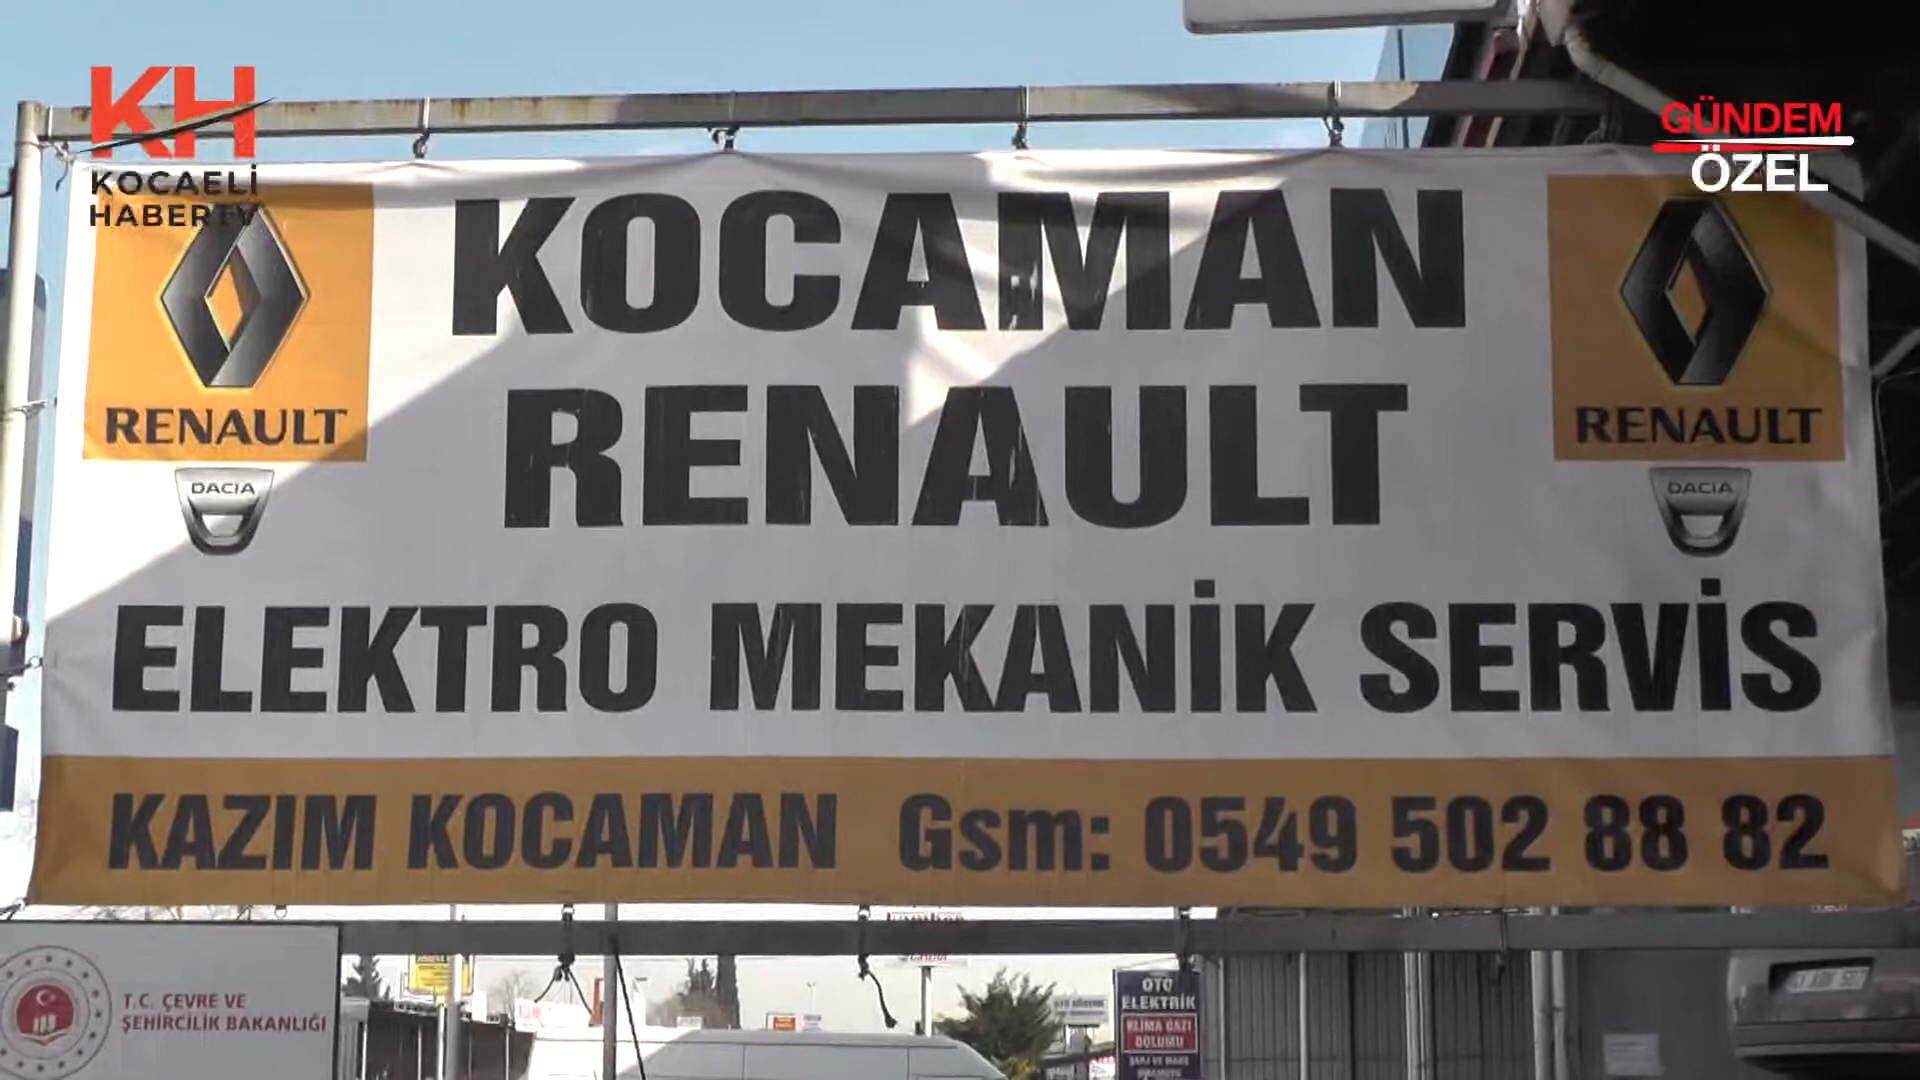 KH
KOCAELİ
HABERTV
GÜNDEM
ÖZEL
KOCAMAN
RENAULT
RENAULT
DACIA
RENAULT
DACIA
ELEKTRO MEKANİK SERVİS
KAZIM KOCAMAN Gsm: 0549 502 88 82
T.C. ÇEVRE VE
ŞEHİRCİLİK BAKANLIĞI
OTO
ELEKTRİK
KLİMA GAZI
DOLUMU